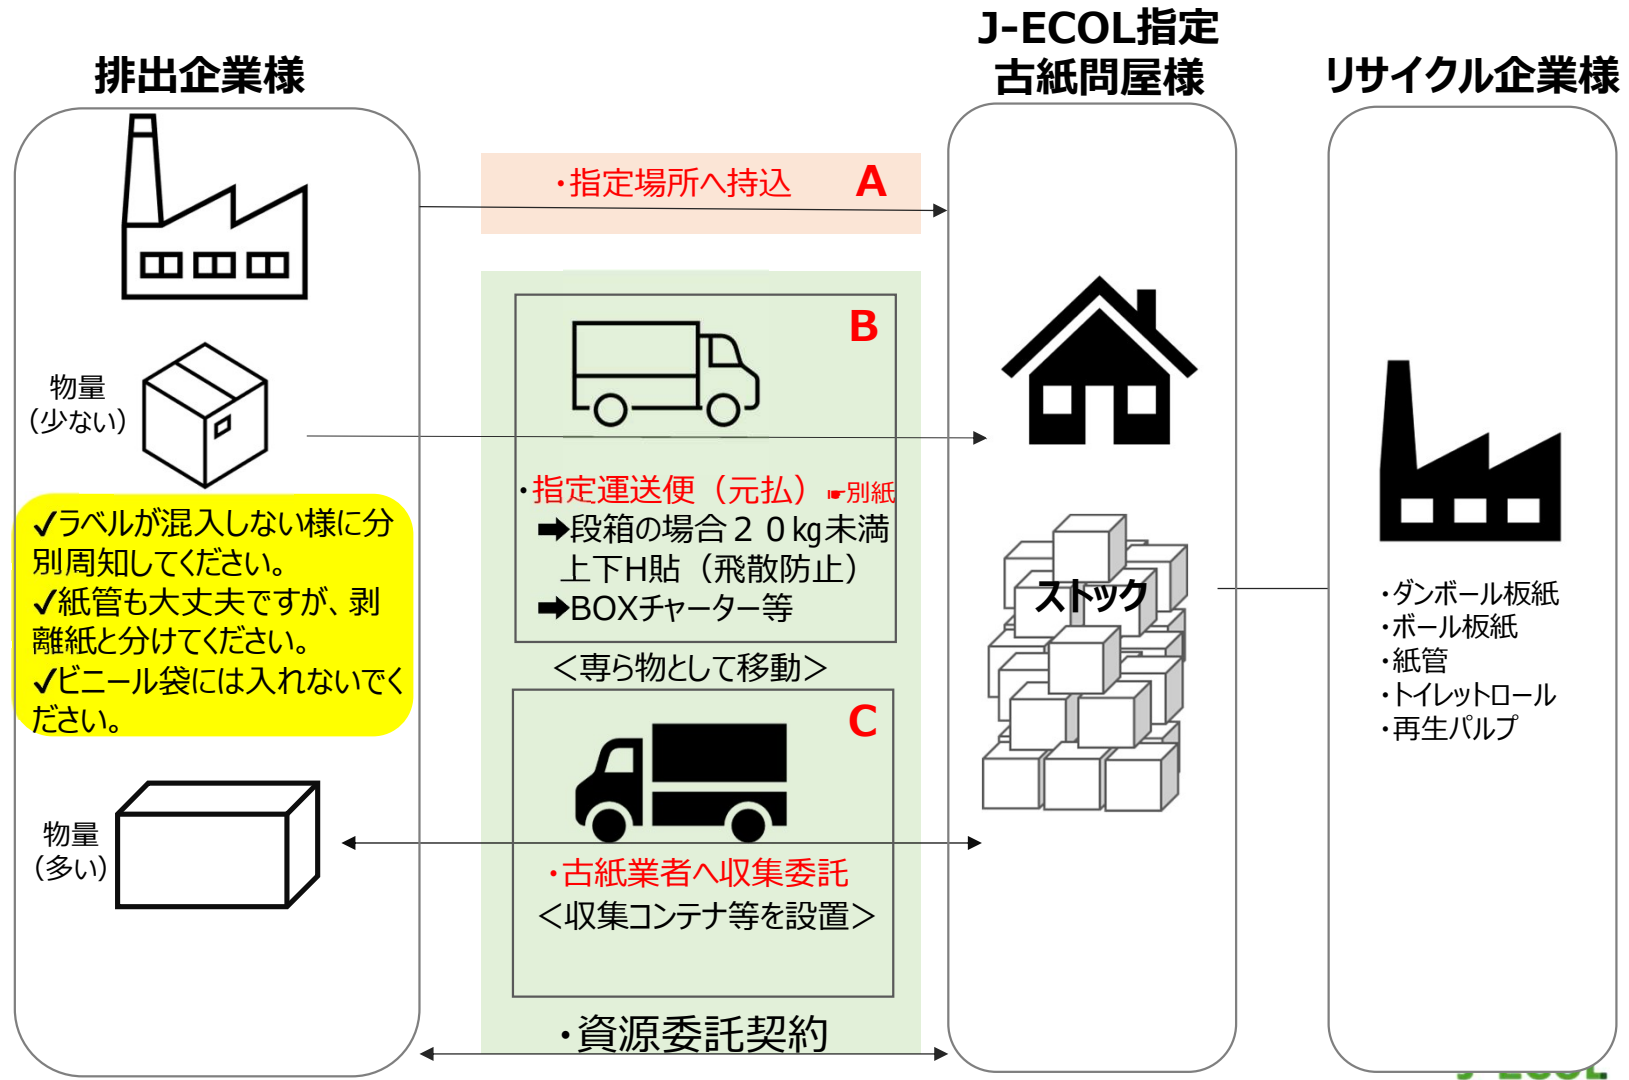 排出企業様
J-ECOL指定
古紙問屋様
リサイクル企業様
・指定場所へ持込
A
B
物量
（少ない）
・指定運送便（元払）☛別紙
➡段箱の場合２０kg未満
上下H貼（飛散防止）
➡BOXチャーター等
✓ラベルが混入しない様に分
別周知してください。
✓紙管も大丈夫ですが、剥
離紙と分けてください。
✓ビニール袋には入れないでく
ださい。
＜専ら物として移動＞
C
物量
（多い）
・古紙業者へ収集委託
＜収集コンテナ等を設置＞
・資源委託契約
ストック
・ダンボール板紙
・ボール板紙
・紙管
・トイレットロール
・再生パルプ
J-ECOL